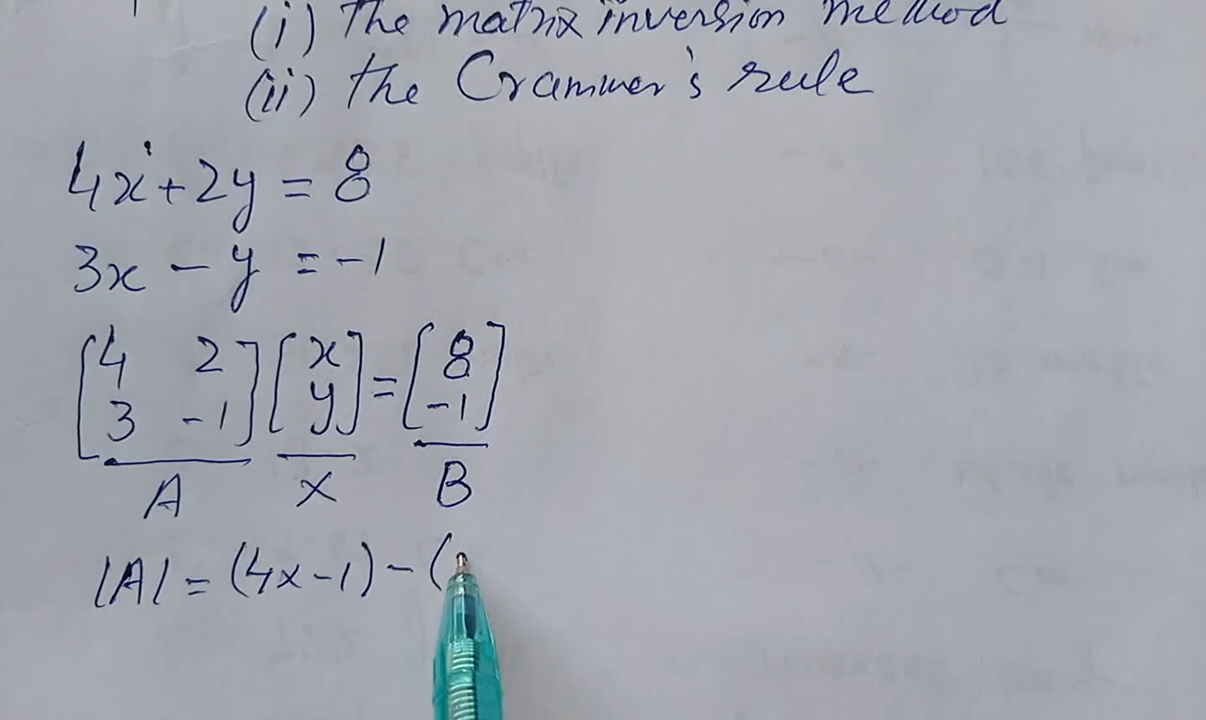 (i) The matrix inversion method
(ii) the Crammer's rule
4x+2y = 8
3x - y = -1
[4 2 [x = [8
3 -1] y] -1]
A X B
|A| = (4x-1) - (